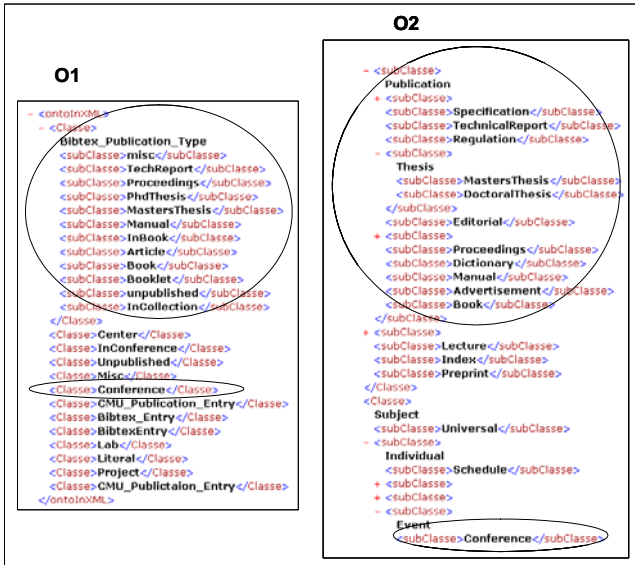 O1
- <ontoInXML>
- <Classe>
Bibtex_Publication_Type
<subClasse>misc</subClasse>
<subClasse>TechReport</subClasse>
<subClasse>Proceedings</subClasse>
<subClasse>PhdThesis</subClasse>
<subClasse>MastersThesis</subClasse>
<subClasse>Manual</subClasse>
<subClasse>InBook</subClasse>
<subClasse>Article</subClasse>
<subClasse>Book</subClasse>
<subClasse>Booklet</subClasse>
<subClasse>unpublished</subClasse>
<subClasse>InCollection</subClasse>
</Classe>
<Classe>Center</Classe>
<Classe>InConference</Classe>
<Classe>Unpublished</Classe>
<Classe>Misc</Classe>
<Classe>Conference</Classe>
<Classe>CMU_Publication_Entry</Classe>
<Classe>Bibtex_Entry</Classe>
<Classe>BibtexEntry</Classe>
<Classe>Lab</Classe>
<Classe>Literal</Classe>
<Classe>Project</Classe>
<Classe>CMU_Publictaion_Entry</Classe>
</ontoInXML>
O2
- <subClasse>
Publication
+ <subClasse>
<subClasse>Specification</subClasse>
<subClasse>TechnicalReport</subClasse>
<subClasse>Regulation</subClasse>
- <subClasse>
Thesis
<subClasse>MastersThesis</subClasse>
<subClasse>DoctoralThesis</subClasse>
</subClasse>
<subClasse>Editorial</subClasse>
+ <subClasse>
<subClasse>Proceedings</subClasse>
<subClasse>Dictionary</subClasse>
<subClasse>Manual</subClasse>
<subClasse>Advertisement</subClasse>
<subClasse>Book</subClasse>
</subClasse>
+ <subClasse>
<subClasse>Lecture</subClasse>
<subClasse>Index</subClasse>
<subClasse>Preprint</subClasse>
</Classe>
<Classe>
Subject
<subClasse>Universal</subClasse>
- <subClasse>
Individual
<subClasse>Schedule</subClasse>
+ <subClasse>
+ <subClasse>
- <subClasse>
Event
<subClasse>Conference</subClasse>